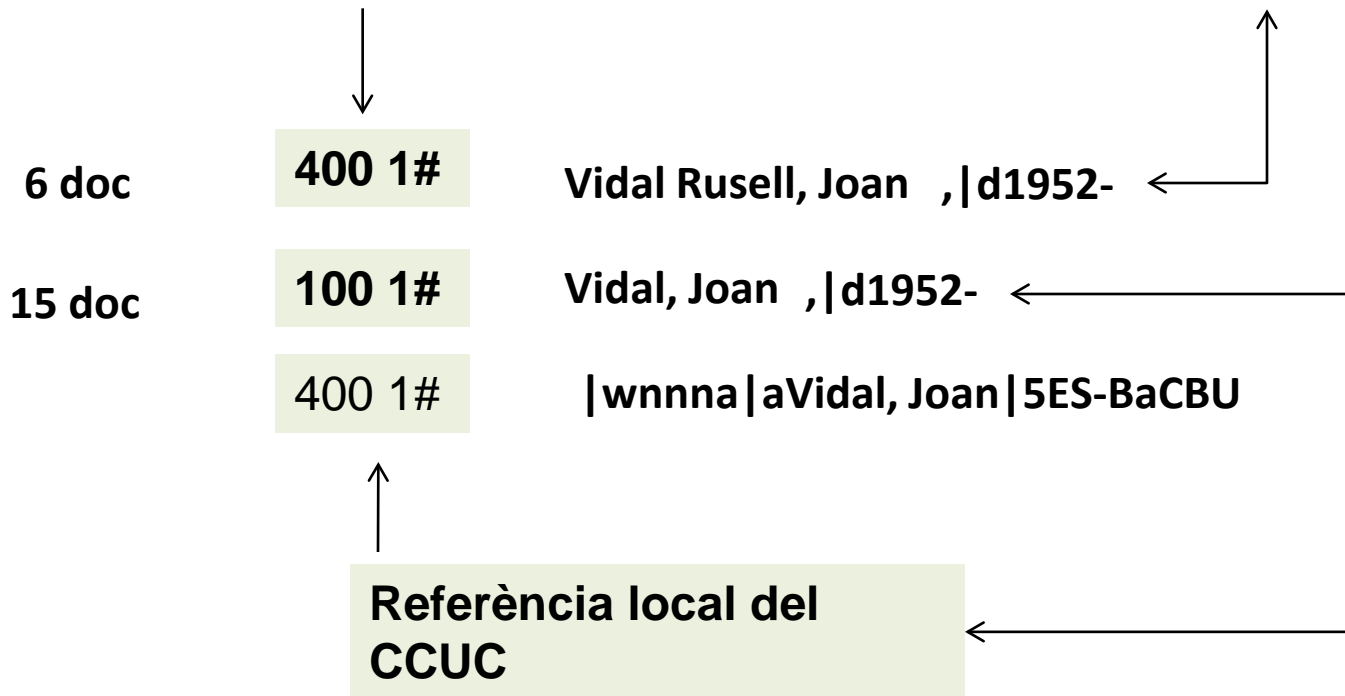 6 doc 400 1# Vidal Rusell, Joan ,|d1952-
15 doc 100 1# Vidal, Joan ,|d1952-
400 1# |wnnna|aVidal, Joan|5ES-BaCBU
Referència local del
CCUC